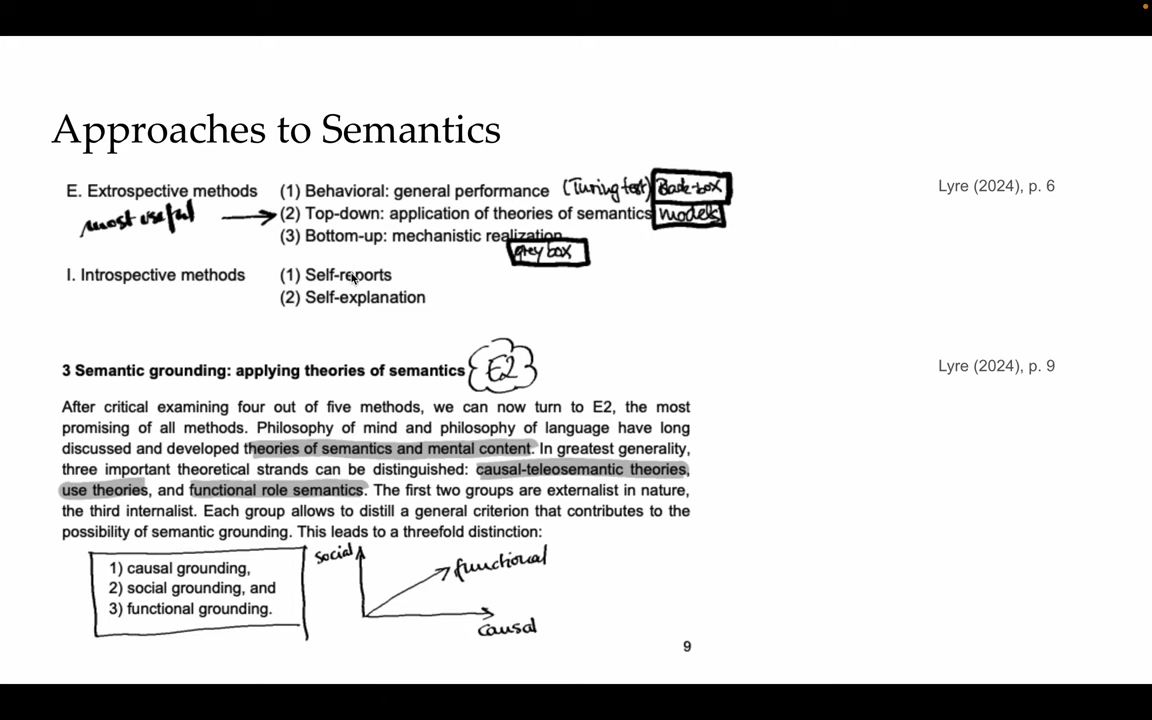 Approaches to Semantics
E. Extrospective methods (1) Behavioral: general performance (Turing test) Back-box
Lyre (2024), p. 6
most useful → (2) Top-down: application of theories of semantics models
(3) Bottom-up: mechanistic realization
grey box
I. Introspective methods (1) Self-reports
(2) Self-explanation
3 Semantic grounding: applying theories of semantics E2
Lyre (2024), p. 9
After critical examining four out of five methods, we can now turn to E2, the most
promising of all methods. Philosophy of mind and philosophy of language have long
discussed and developed theories of semantics and mental content. In greatest generality,
three important theoretical strands can be distinguished: causal-teleosemantic theories,
use theories, and functional role semantics. The first two groups are externalist in nature,
the third internalist. Each group allows to distill a general criterion that contributes to the
possibility of semantic grounding. This leads to a threefold distinction:
1) causal grounding,
2) social grounding, and
3) functional grounding.
social
functional
causal
9